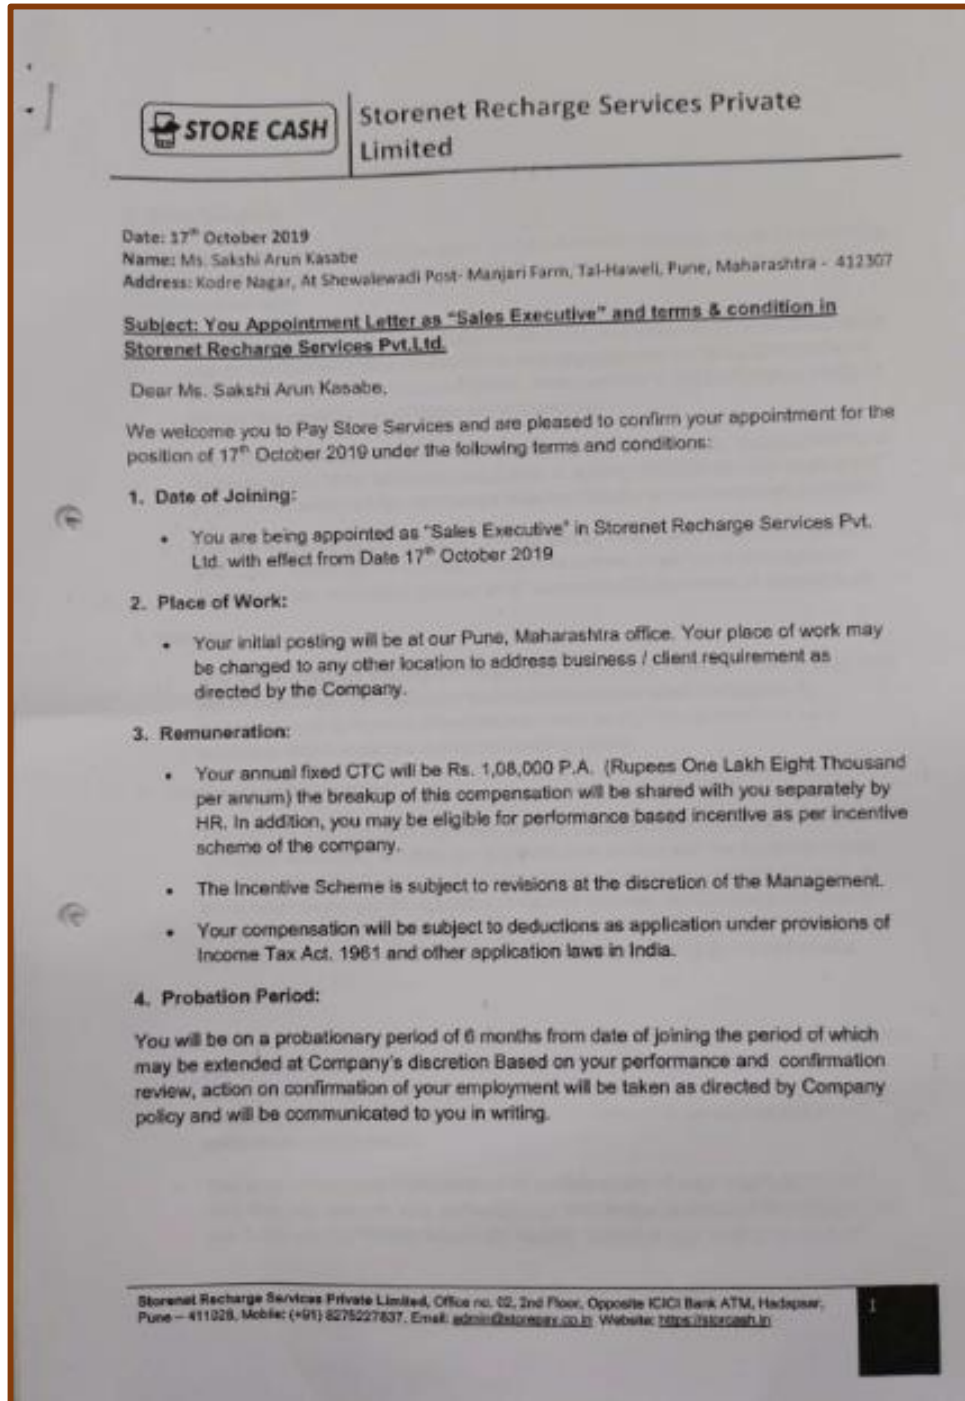 STORE CASH
Storenet Recharge Services Private
Limited
Date: 17th October 2019
Name: Ms. Sakshi Arun Kasabe
Address: Kodre Nagar, At Shewalewadi Post- Manjari Farm, Tal-Haweli, Pune, Maharashtra - 412307
Subject: You Appointment Letter as "Sales Executive" and terms & condition in
Storenet Recharge Services Pvt.Ltd.
Dear Ms. Sakshi Arun Kasabe,
We welcome you to Pay Store Services and are pleased to confirm your appointment for the
position of 17th October 2019 under the following terms and conditions:
1. Date of Joining:
• You are being appointed as "Sales Executive" in Storenet Recharge Services Pvt.
Ltd. with effect from Date 17th October 2019
2. Place of Work:
• Your initial posting will be at our Pune, Maharashtra office. Your place of work may
be changed to any other location to address business / client requirement as
directed by the Company.
3. Remuneration:
• Your annual fixed CTC will be Rs. 1,08,000 P.A. (Rupees One Lakh Eight Thousand
per annum) the breakup of this compensation will be shared with you separately by
HR. In addition, you may be eligible for performance based incentive as per incentive
scheme of the company.
• The Incentive Scheme is subject to revisions at the discretion of the Management.
• Your compensation will be subject to deductions as application under provisions of
Income Tax Act, 1961 and other application laws in India.
4. Probation Period:
You will be on a probationary period of 6 months from date of joining the period of which
may be extended at Company's discretion Based on your performance and confirmation
review, action on confirmation of your employment will be taken as directed by Company
policy and will be communicated to you in writing.
Storenet Recharge Services Private Limited, Office no. 02, 2nd Floor, Opposite ICICI Bank ATM, Hadapsar,
Pune – 411028, Mobile: (+91) 8275227837, Email: admin@storepay.co.in Website: https://storcash.in
1